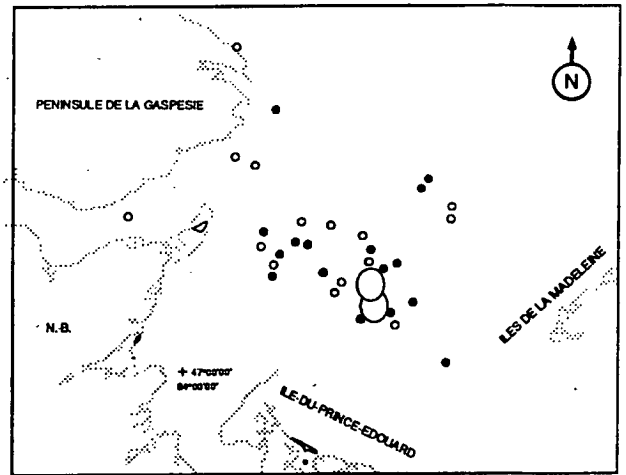 N
PENINSULE DE LA GASPESIE
ILES DE LA MADELEINE
N.-B.
+ 47°00'00"
64°00'00"
ILE-DU-PRINCE-EDOUARD